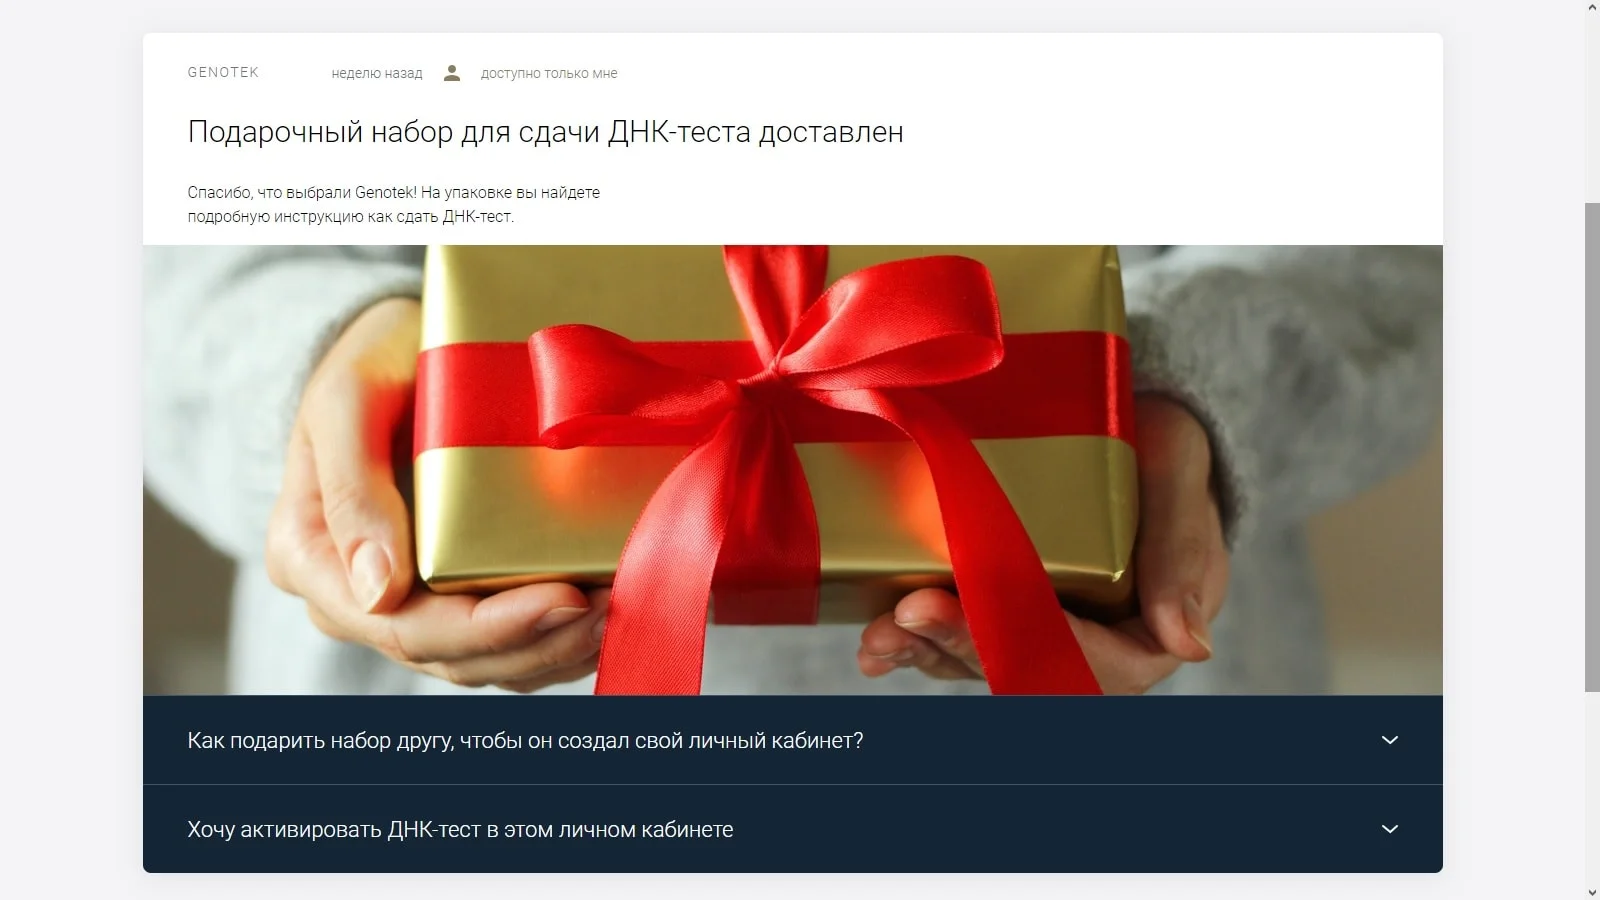 GENOTEK
неделю назад
доступно только мне
Подарочный набор для сдачи ДНК-теста доставлен
Спасибо, что выбрали Genotek! На упаковке вы найдете
подробную инструкцию как сдать ДНК-тест.
Как подарить набор другу, чтобы он создал свой личный кабинет?
Хочу активировать ДНК-тест в этом личном кабинете